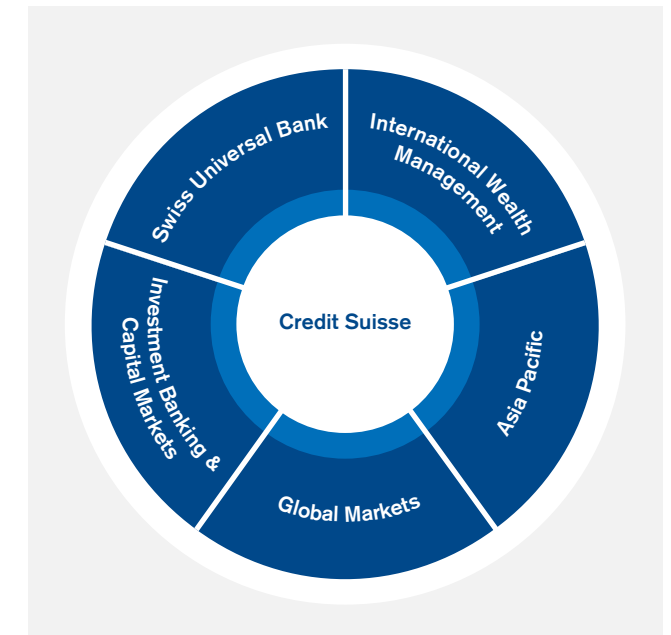 Swiss Universal Bank
International Wealth
Management
Credit Suisse
Investment Banking &
Capital Markets
Asia Pacific
Global Markets